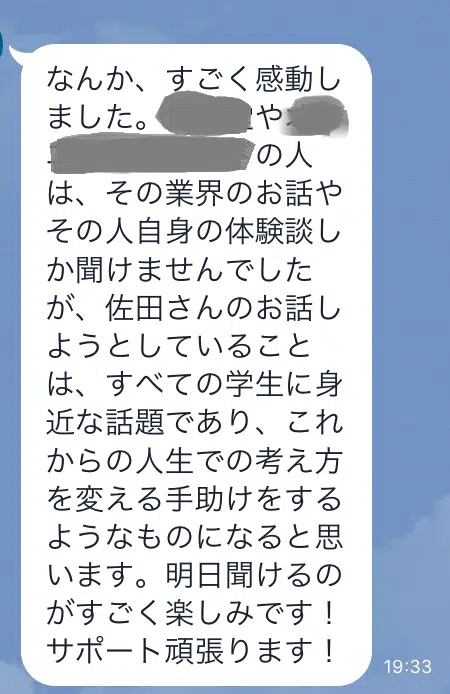 なんか、すごく感動し
ました。や
の人
は、その業界のお話や
その人自身の体験談し
か聞けませんでした
が、佐田さんのお話し
ようとしていること
は、すべての学生に身
近な話題であり、これ
からの人生での考え方
を変える手助けをする
ようなものになると思
います。明日聞けるの
がすごく楽しみです！
サポート頑張ります！
19:33